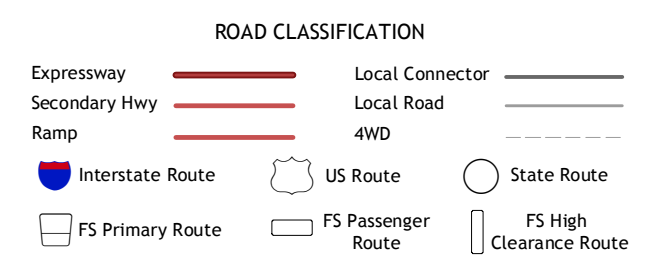 ROAD CLASSIFICATION
Expressway
Local Connector
Secondary Hwy
Local Road
Ramp
4WD
Interstate Route
US Route
State Route
FS Primary Route
FS Passenger
Route
FS High
Clearance Route